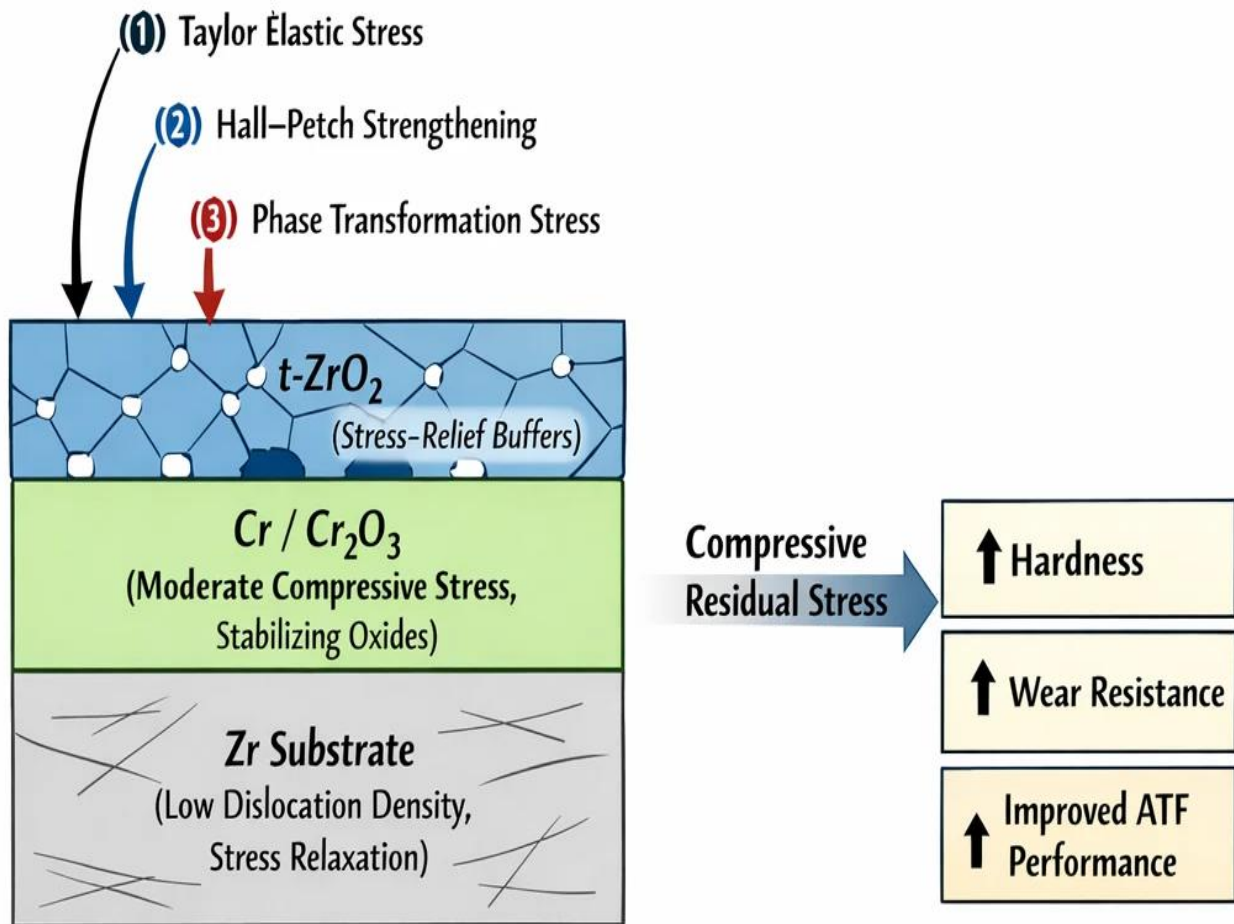 (1) Taylor Èlastic Stress
(2) Hall–Petch Strengthening
(3) Phase Transformation Stress
t-ZrO₂
(Stress–Relief Buffers)
Cr / Cr₂O₃
(Moderate Compressive Stress,
Stabilizing Oxides)
Zr Substrate
(Low Dislocation Density,
Stress Relaxation)
Compressive
Residual Stress
Hardness
Wear Resistance
Improved ATF
Performance